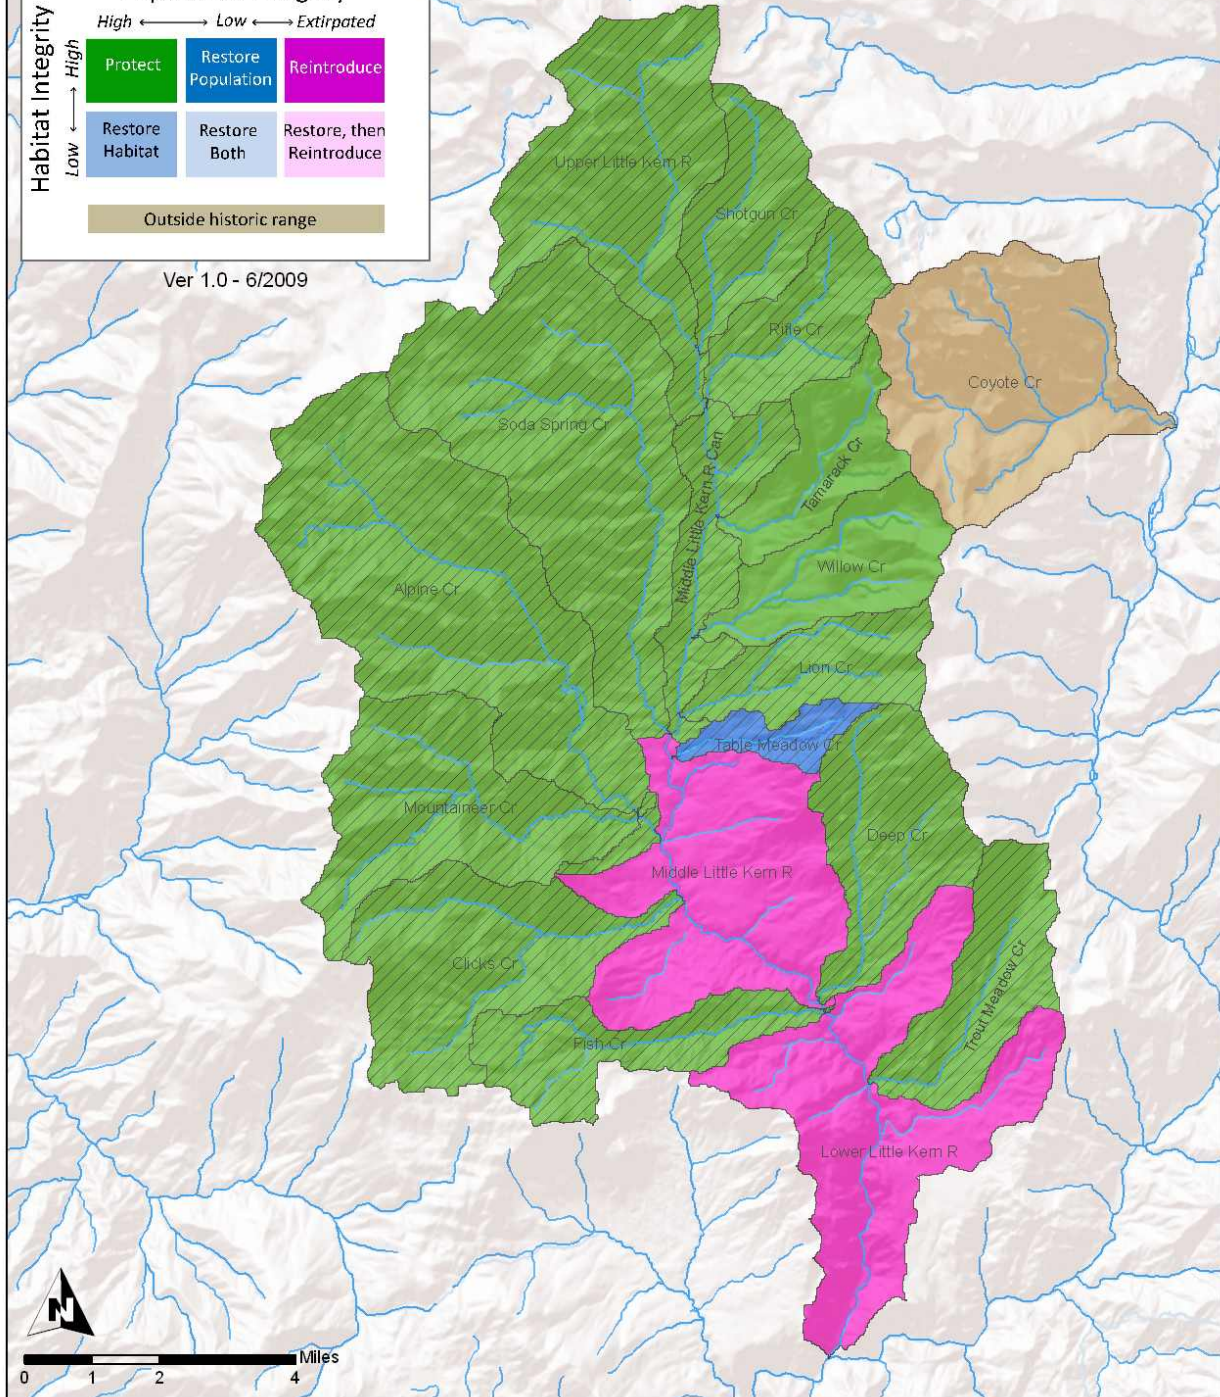 High Low Extirpated
Habitat Integrity
Low High
Protect
Restore
Population
Reintroduce
Restore
Habitat
Restore
Both
Restore, then
Reintroduce
Outside historic range
Ver 1.0 - 6/2009
Upper Little Kern R
Shotgun Cr
Rifle Cr
Coyote Cr
Soda Spring Cr
Middle Little Kern R Can
Tamarack Cr
Willow Cr
Alpine Cr
Lion Cr
Table Meadow Cr
Mountaineer Cr
Deep Cr
Middle Little Kern R
Clicks Cr
Trout Meadow Cr
Fish Cr
Lower Little Kern R
N
Miles
0 1 2 4